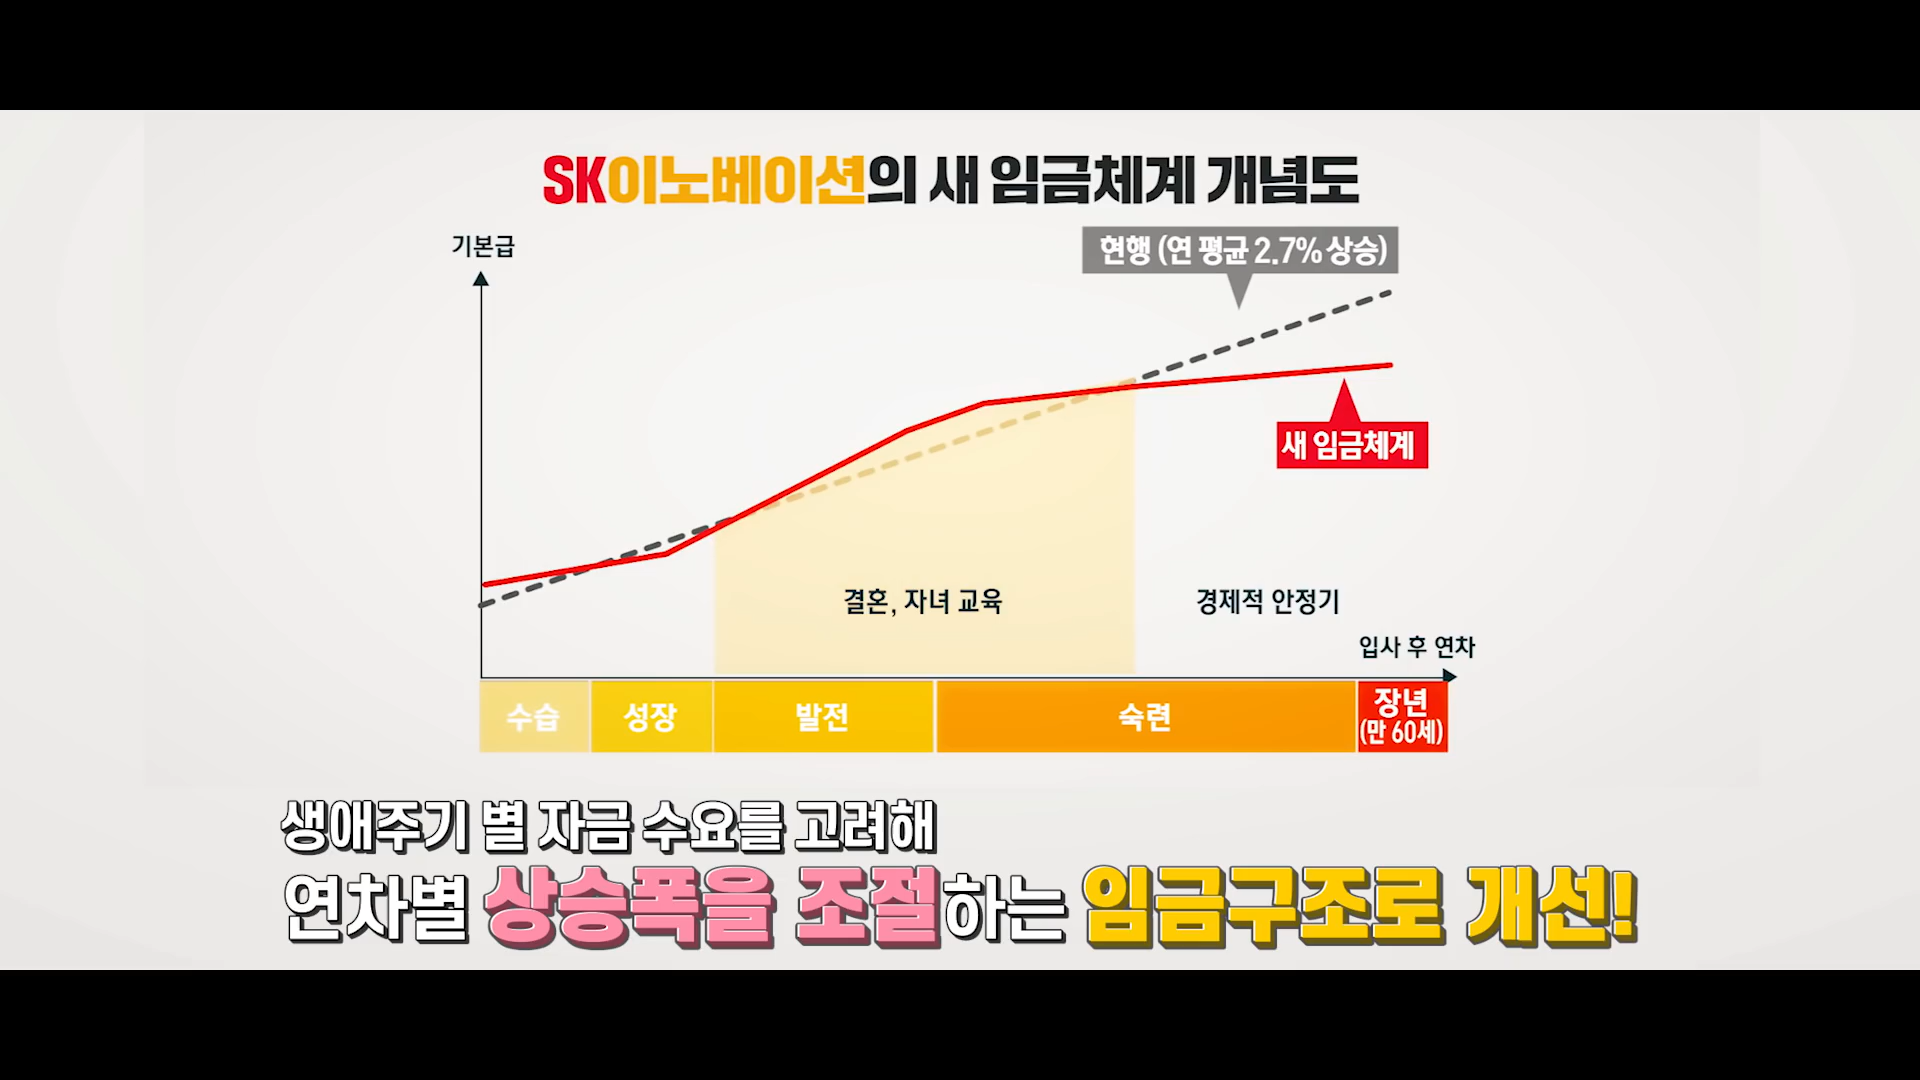 SK이노베이션의 새 임금체계 개념도
기본급
현행 (연 평균 2.7% 상승)
새 임금체계
결혼, 자녀 교육
경제적 안정기
입사 후 연차
수습
성장
발전
숙련
장년
(만 60세)
생애주기 별 자금 수요를 고려해
연차별 상승폭을 조절하는 임금구조로 개선!